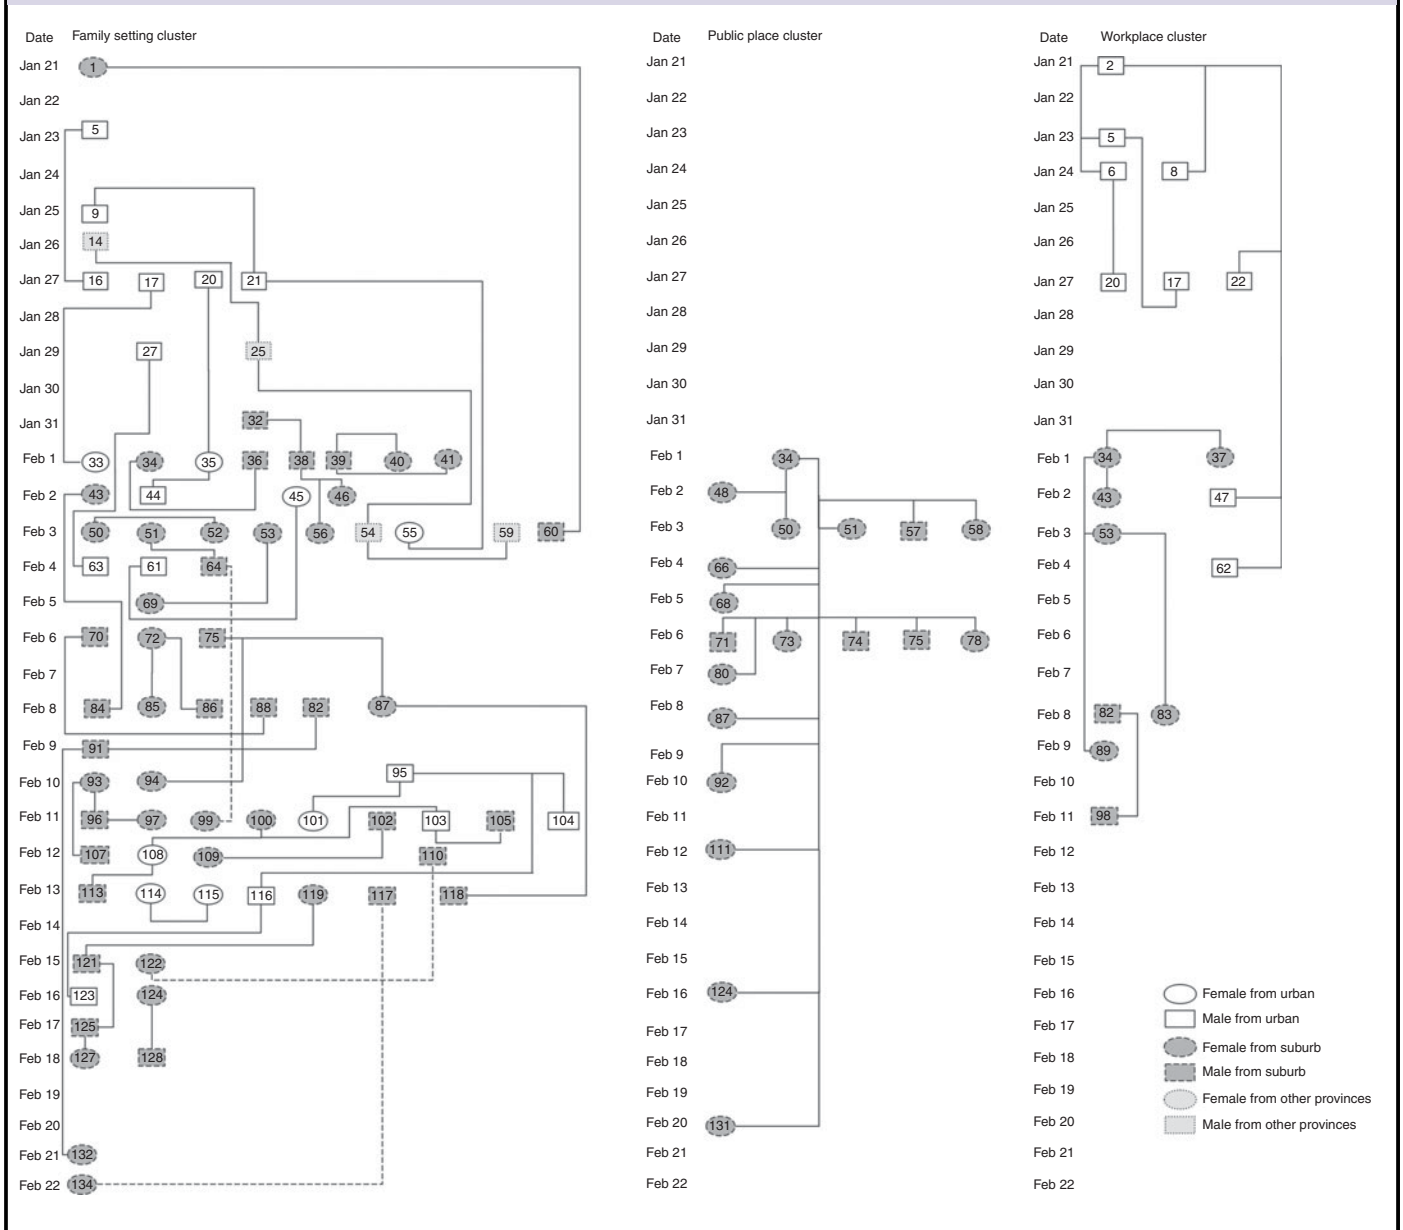 Date Family setting cluster
Jan 21 1
Jan 22
Jan 23 5
Jan 24
Jan 25 9
Jan 26 14
Jan 27 16 17 20 21
Jan 28
Jan 29 27 25
Jan 30
Jan 31 32
Feb 1 33 34 35 36 38 39 40 41
Feb 2 43 44 45 46
Feb 3 50 51 52 53 56 54 55 59 60
Feb 4 63 61 64
Feb 5 69
Feb 6 70 72 75
Feb 7
Feb 8 84 85 86 88 82 87
Feb 9 91
Feb 10 93 94 95
Feb 11 96 97 99 100 101 102 103 105 104
Feb 12 107 108 109 110
Feb 13 113 114 115 116 119 117 118
Feb 14
Feb 15 121 122
Feb 16 123 124
Feb 17 125
Feb 18 127 128
Feb 19
Feb 20
Feb 21 132
Feb 22 134
Date Public place cluster
Jan 21
Jan 22
Jan 23
Jan 24
Jan 25
Jan 26
Jan 27
Jan 28
Jan 29
Jan 30
Jan 31
Feb 1 34
Feb 2 48
Feb 3 50 51 57 58
Feb 4 66
Feb 5 68
Feb 6 71 73 74 75 78
Feb 7 80
Feb 8 87
Feb 9
Feb 10 92
Feb 11
Feb 12 111
Feb 13
Feb 14
Feb 15
Feb 16 124
Feb 17
Feb 18
Feb 19
Feb 20 131
Feb 21
Feb 22
Date Workplace cluster
Jan 21 2
Jan 22
Jan 23 5
Jan 24 6 8
Jan 25
Jan 26
Jan 27 20 17 22
Jan 28
Jan 29
Jan 30
Jan 31
Feb 1 34 37
Feb 2 43 47
Feb 3 53
Feb 4 62
Feb 5
Feb 6
Feb 7
Feb 8 82 83
Feb 9 89
Feb 10
Feb 11 98
Feb 12
Feb 13
Feb 14
Feb 15
Feb 16
Feb 17
Feb 18
Feb 19
Feb 20
Feb 21
Feb 22
Female from urban
Male from urban
Female from suburb
Male from suburb
Female from other provinces
Male from other provinces